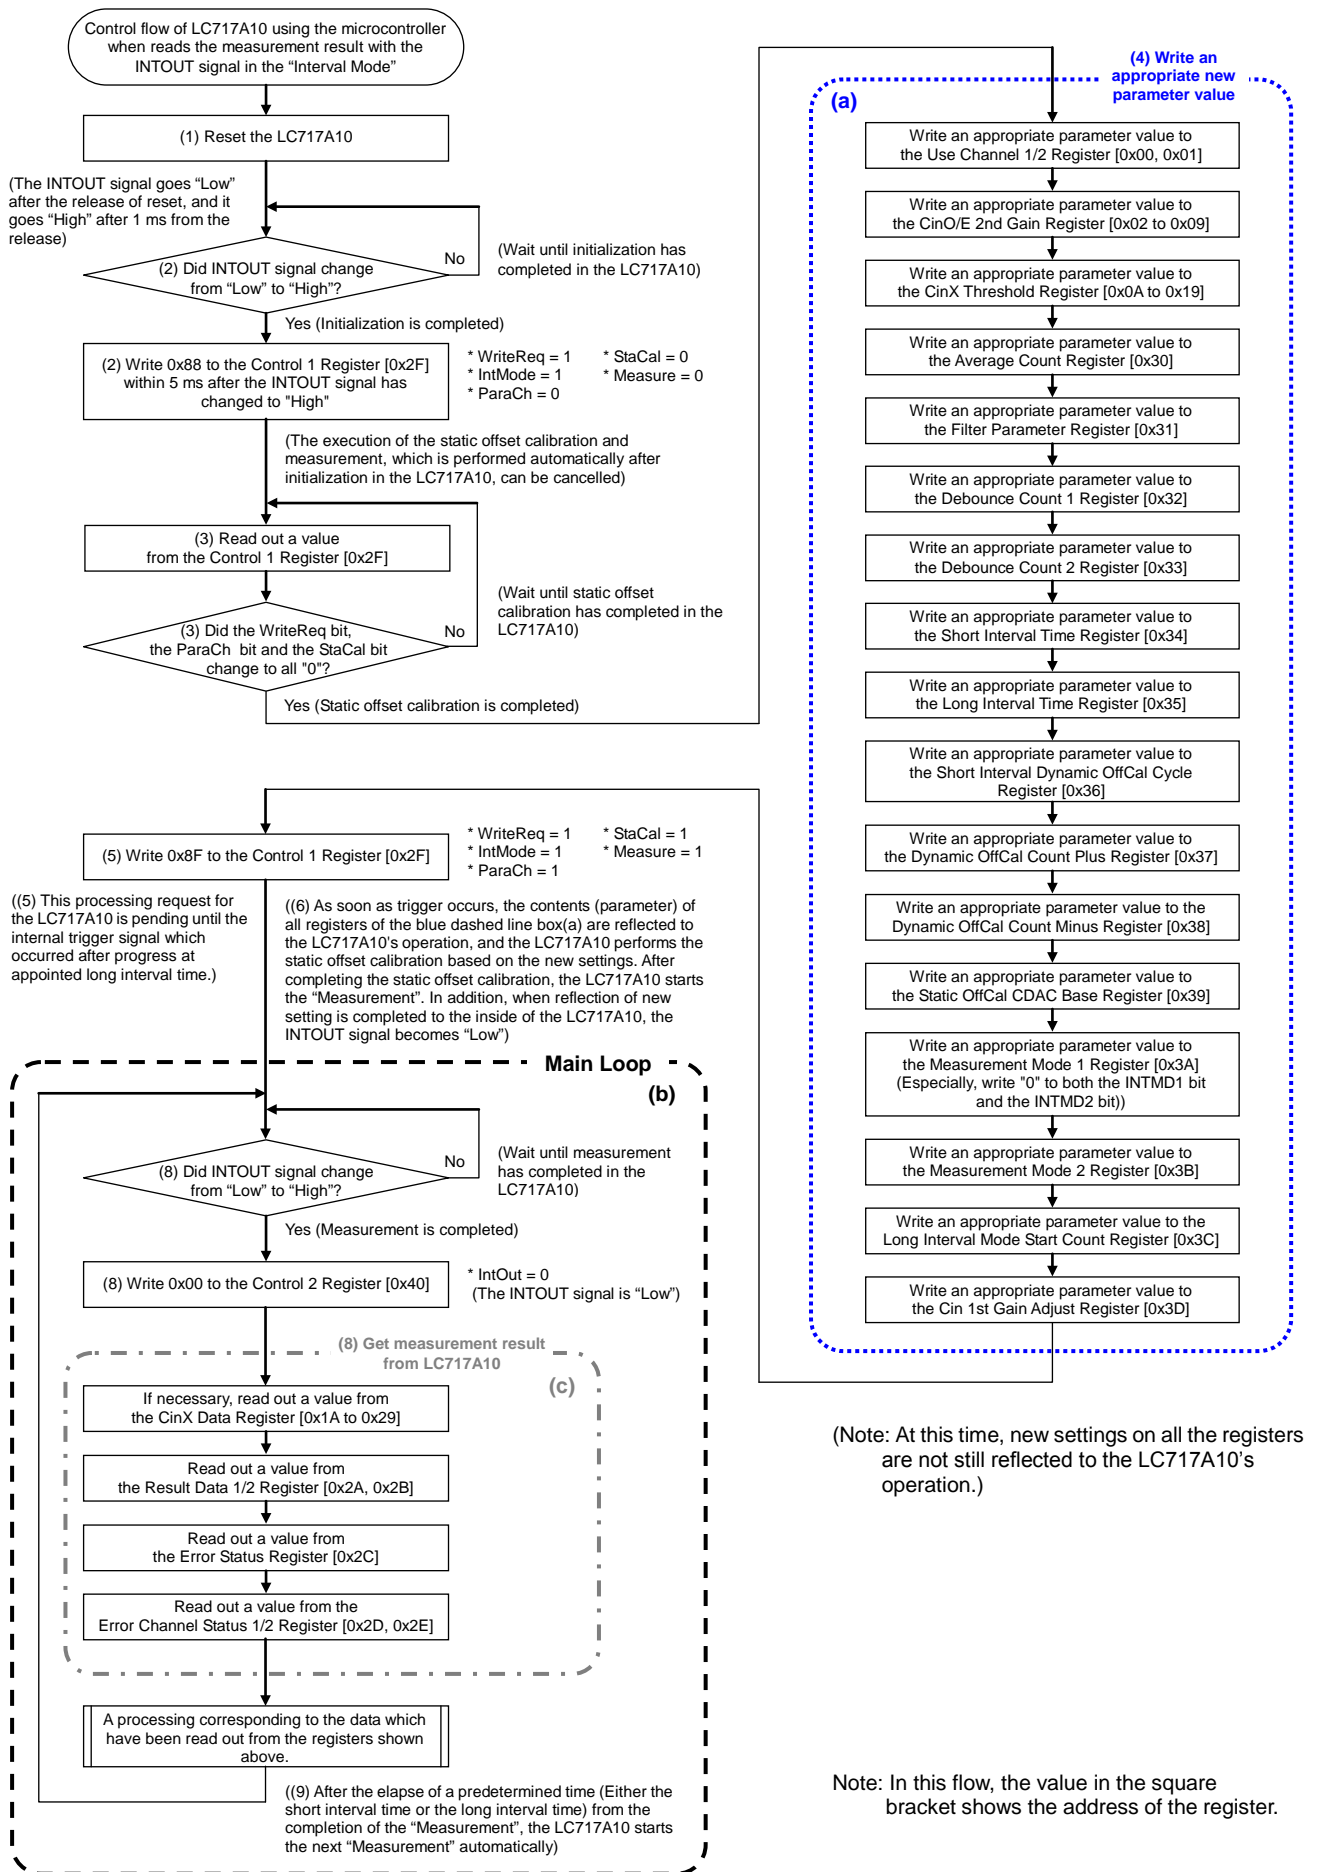 Control flow of LC717A10 using the microcontroller
when reads the measurement result with the
INTOUT signal in the “Interval Mode”
(1) Reset the LC717A10
(The INTOUT signal goes “Low”
after the release of reset, and it
goes “High” after 1 ms from the
release)
(2) Did INTOUT signal change
from “Low” to “High”?
No
(Wait until initialization has
completed in the LC717A10)
Yes (Initialization is completed)
(2) Write 0x88 to the Control 1 Register [0x2F]
within 5 ms after the INTOUT signal has
changed to "High"
* WriteReq = 1
* StaCal = 0
* IntMode = 1
* Measure = 0
* ParaCh = 0
(The execution of the static offset calibration and
measurement, which is performed automatically after
initialization in the LC717A10, can be cancelled)
(3) Read out a value
from the Control 1 Register [0x2F]
(3) Did the WriteReq bit,
the ParaCh bit and the StaCal bit
change to all "0"?
No
(Wait until static offset
calibration has completed in the
LC717A10)
Yes (Static offset calibration is completed)
(4) Write an
appropriate new
parameter value
(a)
Write an appropriate parameter value to
the Use Channel 1/2 Register [0x00, 0x01]
Write an appropriate parameter value to
the CinO/E 2nd Gain Register [0x02 to 0x09]
Write an appropriate parameter value to
the CinX Threshold Register [0x0A to 0x19]
Write an appropriate parameter value to
the Average Count Register [0x30]
Write an appropriate parameter value to
the Filter Parameter Register [0x31]
Write an appropriate parameter value to
the Debounce Count 1 Register [0x32]
Write an appropriate parameter value to
the Debounce Count 2 Register [0x33]
Write an appropriate parameter value to
the Short Interval Time Register [0x34]
Write an appropriate parameter value to
the Long Interval Time Register [0x35]
Write an appropriate parameter value to
the Short Interval Dynamic OffCal Cycle
Register [0x36]
Write an appropriate parameter value to
the Dynamic OffCal Count Plus Register [0x37]
Write an appropriate parameter value to the
Dynamic OffCal Count Minus Register [0x38]
Write an appropriate parameter value to
the Static OffCal CDAC Base Register [0x39]
Write an appropriate parameter value to
the Measurement Mode 1 Register [0x3A]
(Especially, write "0" to both the INTMD1 bit
and the INTMD2 bit))
Write an appropriate parameter value to
the Measurement Mode 2 Register [0x3B]
Write an appropriate parameter value to the
Long Interval Mode Start Count Register [0x3C]
Write an appropriate parameter value to
the Cin 1st Gain Adjust Register [0x3D]
(Note: At this time, new settings on all the registers
are not still reflected to the LC717A10’s
operation.)
(5) Write 0x8F to the Control 1 Register [0x2F]
* WriteReq = 1
* StaCal = 1
* IntMode = 1
* Measure = 1
* ParaCh = 1
((5) This processing request for
the LC717A10 is pending until the
internal trigger signal which
occurred after progress at
appointed long interval time.)
((6) As soon as trigger occurs, the contents (parameter) of
all registers of the blue dashed line box(a) are reflected to
the LC717A10’s operation, and the LC717A10 performs the
static offset calibration based on the new settings. After
completing the static offset calibration, the LC717A10 starts
the “Measurement”. In addition, when reflection of new
setting is completed to the inside of the LC717A10, the
INTOUT signal becomes “Low”)
Main Loop
(b)
(8) Did INTOUT signal change
from “Low” to “High”?
No
(Wait until measurement
has completed in the
LC717A10)
Yes (Measurement is completed)
(8) Write 0x00 to the Control 2 Register [0x40]
* IntOut = 0
(The INTOUT signal is “Low”)
(8) Get measurement result
from LC717A10
(c)
If necessary, read out a value from
the CinX Data Register [0x1A to 0x29]
Read out a value from
the Result Data 1/2 Register [0x2A, 0x2B]
Read out a value from
the Error Status Register [0x2C]
Read out a value from the
Error Channel Status 1/2 Register [0x2D, 0x2E]
A processing corresponding to the data which
have been read out from the registers shown
above.
((9) After the elapse of a predetermined time (Either the
short interval time or the long interval time) from the
completion of the “Measurement”, the LC717A10 starts
the next “Measurement” automatically)
Note: In this flow, the value in the square
bracket shows the address of the register.